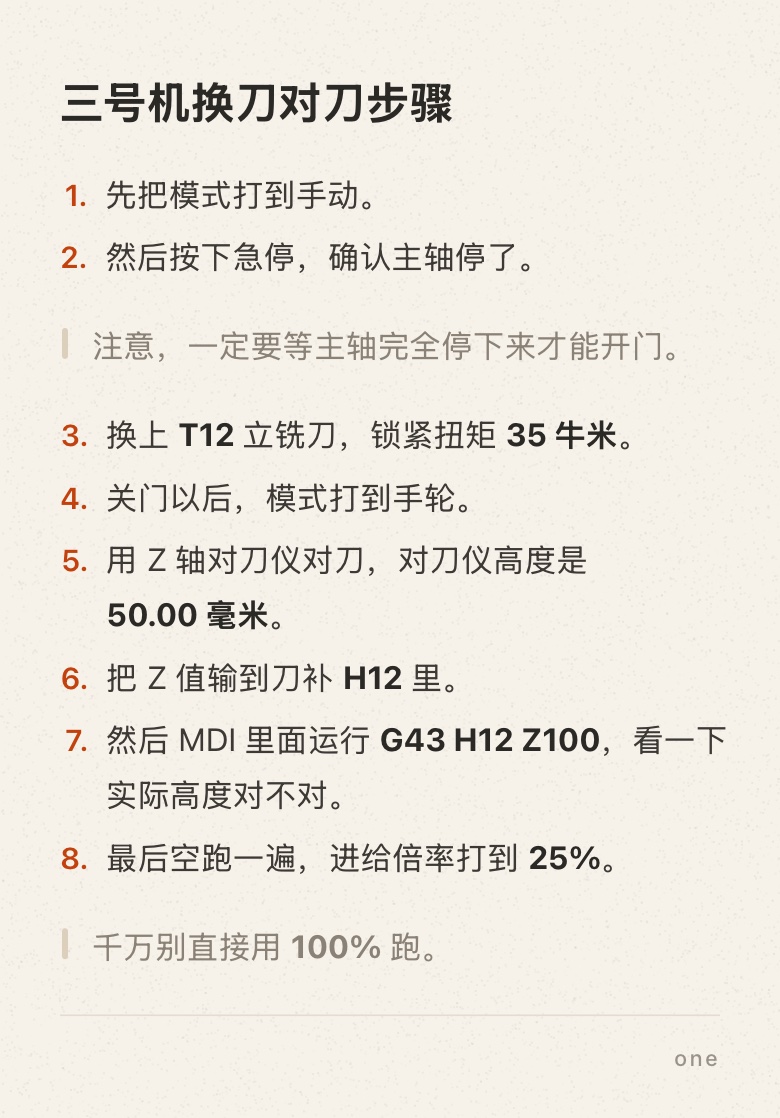 三号机换刀对刀步骤
1. 先把模式打到手动。
2. 然后按下急停，确认主轴停了。
注意，一定要等主轴完全停下来才能开门。
3. 换上 T12 立铣刀，锁紧扭矩 35 牛米。
4. 关门以后，模式打到手轮。
5. 用 Z 轴对刀仪对刀，对刀仪高度是
50.00 毫米。
6. 把 Z 值输到刀补 H12 里。
7. 然后 MDI 里面运行 G43 H12 Z100，看一下
实际高度对不对。
8. 最后空跑一遍，进给倍率打到 25%。
千万别直接用 100% 跑。
one